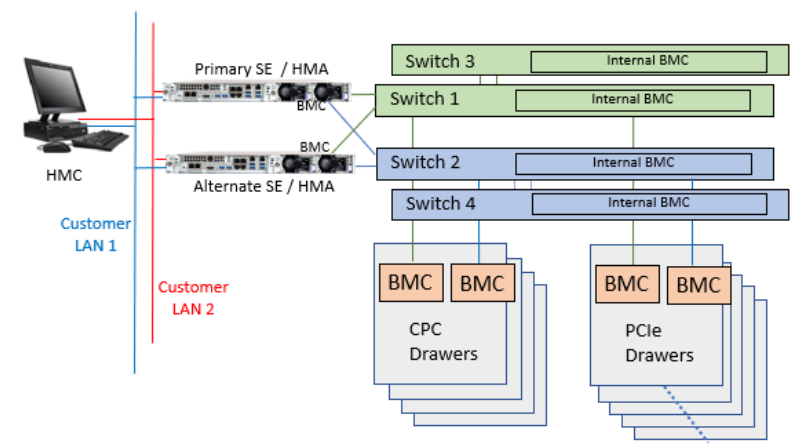 Switch 3
Internal BMC
Primary SE / HMA
BMC
Switch 1
Internal BMC
BMC
Switch 2
Internal BMC
HMC
Alternate SE / HMA
Switch 4
Internal BMC
Customer
LAN 1
Customer
LAN 2
BMC
BMC
BMC
BMC
CPC
Drawers
PCIe
Drawers